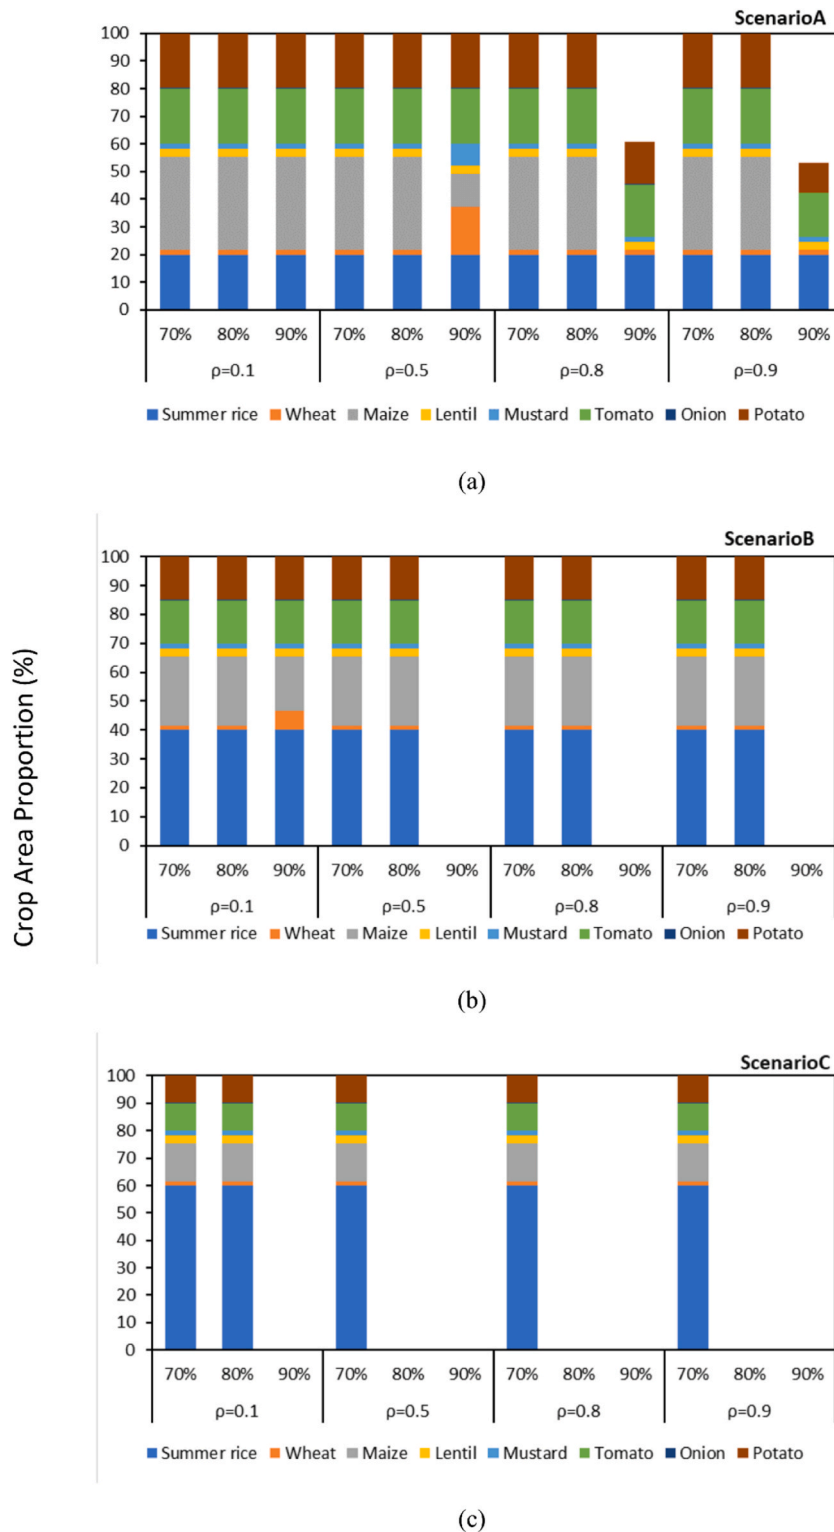 ScenarioA
100
90
80
70
60
50
40
30
20
10
0
70% 80% 90% 70% 80% 90% 70% 80% 90% 70% 80% 90%
ρ=0.1 ρ=0.5 ρ=0.8 ρ=0.9
Summer rice Wheat Maize Lentil Mustard Tomato Onion Potato
(a)
Crop Area Proportion (%)
ScenarioB
100
90
80
70
60
50
40
30
20
10
0
70% 80% 90% 70% 80% 90% 70% 80% 90% 70% 80% 90%
ρ=0.1 ρ=0.5 ρ=0.8 ρ=0.9
Summer rice Wheat Maize Lentil Mustard Tomato Onion Potato
(b)
ScenarioC
100
90
80
70
60
50
40
30
20
10
0
70% 80% 90% 70% 80% 90% 70% 80% 90% 70% 80% 90%
ρ=0.1 ρ=0.5 ρ=0.8 ρ=0.9
Summer rice Wheat Maize Lentil Mustard Tomato Onion Potato
(c)